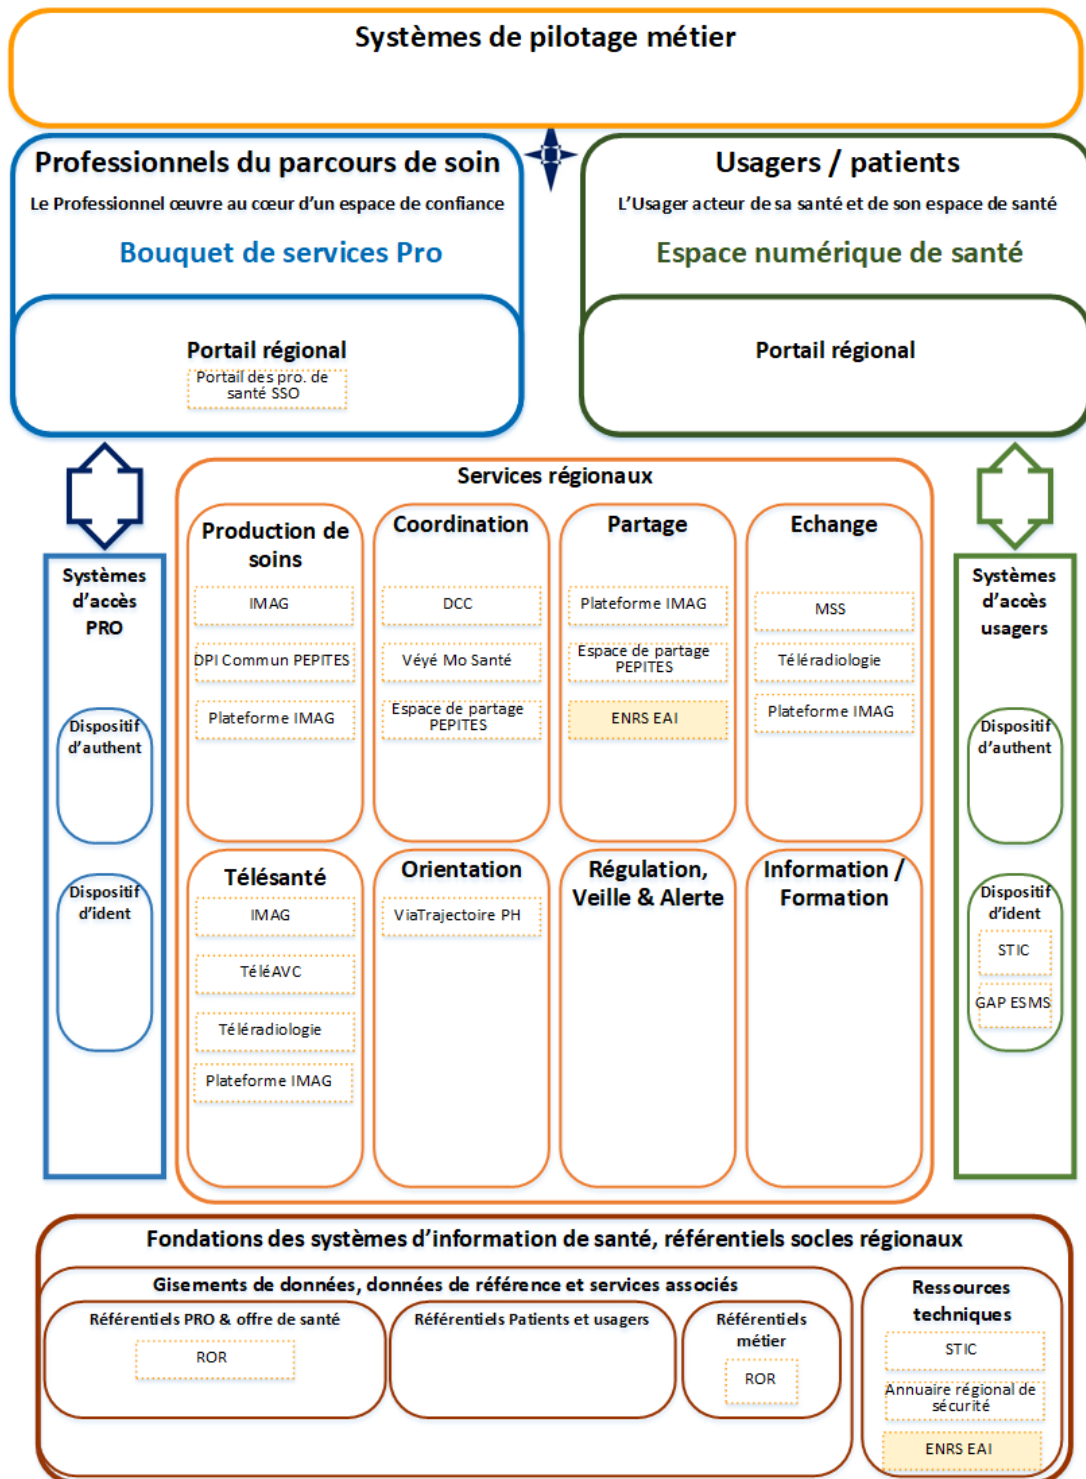 Systèmes de pilotage métier
Professionnels du parcours de soin
Le Professionnel œuvre au cœur d'un espace de confiance
Bouquet de services Pro
Portail régional
Portail des pro. de
santé SSO
Usagers / patients
L'Usager acteur de sa santé et de son espace de santé
Espace numérique de santé
Portail régional
Systèmes
d'accès
PRO
Dispositif
d'authent
Dispositif
d'ident
Services régionaux
Production de
soins
IMAG
DPI Commun PEPITES
Plateforme IMAG
Coordination
DCC
Véyé Mo Santé
Espace de partage
PEPITES
Partage
Plateforme IMAG
Espace de partage
PEPITES
ENRS EAI
Echange
MSS
Téléradiologie
Plateforme IMAG
Télésanté
IMAG
TéléAVC
Téléradiologie
Plateforme IMAG
Orientation
ViaTrajectoire PH
Régulation,
Veille & Alerte
Information /
Formation
Systèmes
d'accès
usagers
Dispositif
d'authent
Dispositif
d'ident
STIC
GAP ESMS
Fondations des systèmes d'information de santé, référentiels socles régionaux
Gisements de données, données de référence et services associés
Référentiels PRO & offre de santé
ROR
Référentiels Patients et usagers
Référentiels
métier
ROR
Ressources
techniques
STIC
Annuaire régional de
sécurité
ENRS EAI